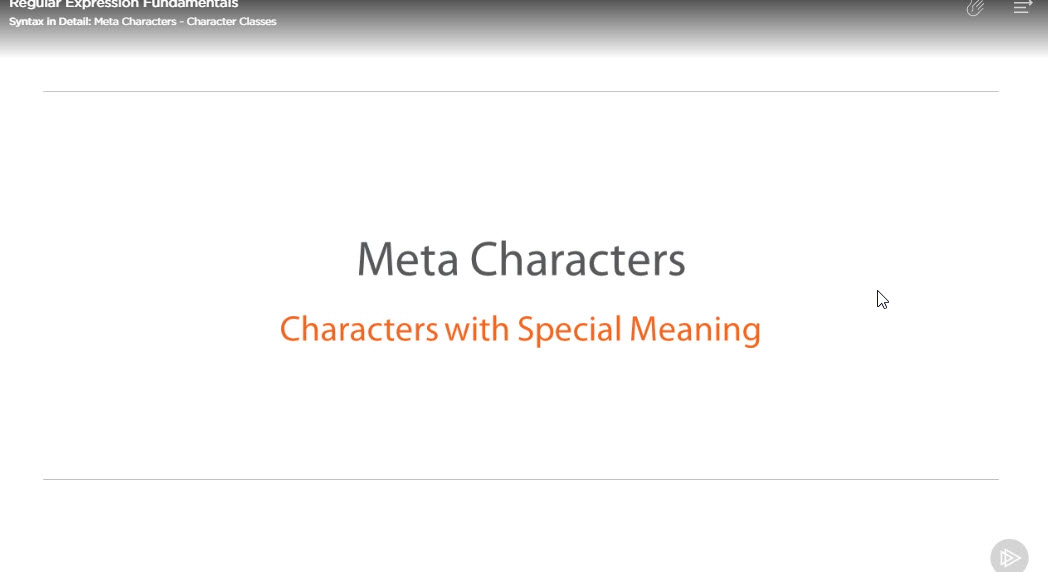 Regular Expression Fundamentals
Syntax in Detail: Meta Characters - Character Classes
Meta Characters
Characters with Special Meaning